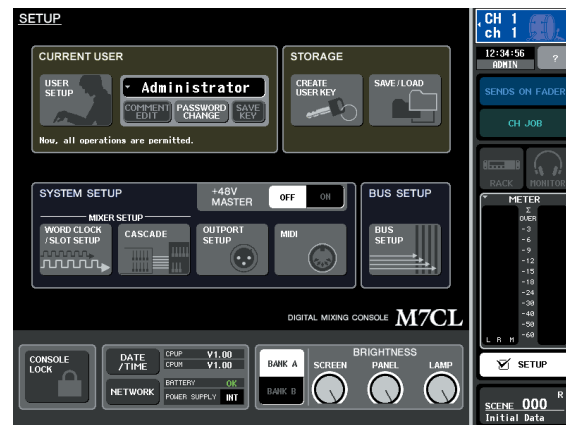 SETUP
CH 1
ch 1
12:34:56
ADMIN
?
SENDS ON FADER
CH JOB
RACK
MONITOR
METER
Σ
OVER
-3
-6
-9
-12
-15
-18
-24
-30
-40
-50
-60
L R M
SETUP
SCENE 000 R
Initial Data
CURRENT USER
USER
SETUP
Administrator
COMMENT
EDIT
PASSWORD
CHANGE
SAVE
KEY
Now, all operations are permitted.
STORAGE
CREATE
USER KEY
SAVE/LOAD
SYSTEM SETUP
+48V
MASTER
OFF
ON
MIXER SETUP
WORD CLOCK
/SLOT SETUP
CASCADE
OUTPORT
SETUP
MIDI
BUS SETUP
BUS
SETUP
DIGITAL MIXING CONSOLE M7CL
CONSOLE
LOCK
DATE
/TIME
CPUP V1.00
CPUM V1.00
NETWORK
BATTERY OK
POWER SUPPLY INT
BANK A
BANK B
BRIGHTNESS
SCREEN
PANEL
LAMP